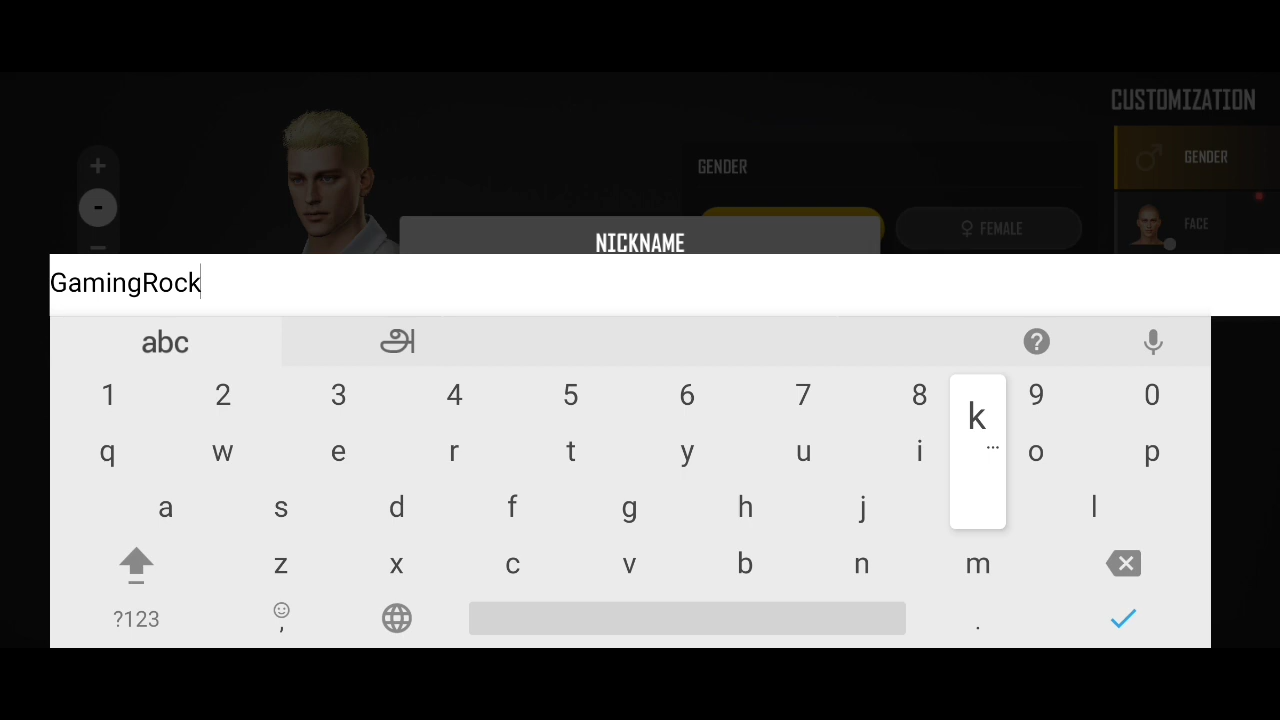 CUSTOMIZATION
+
GENDER
GENDER
-
FACE
♀ FEMALE
NICKNAME
GamingRock
abc அ ?
1 2 3 4 5 6 7 8 9 0
k
...
q w e r t y u i o p
a s d f g h j l
z x c v b n m
?123 , .